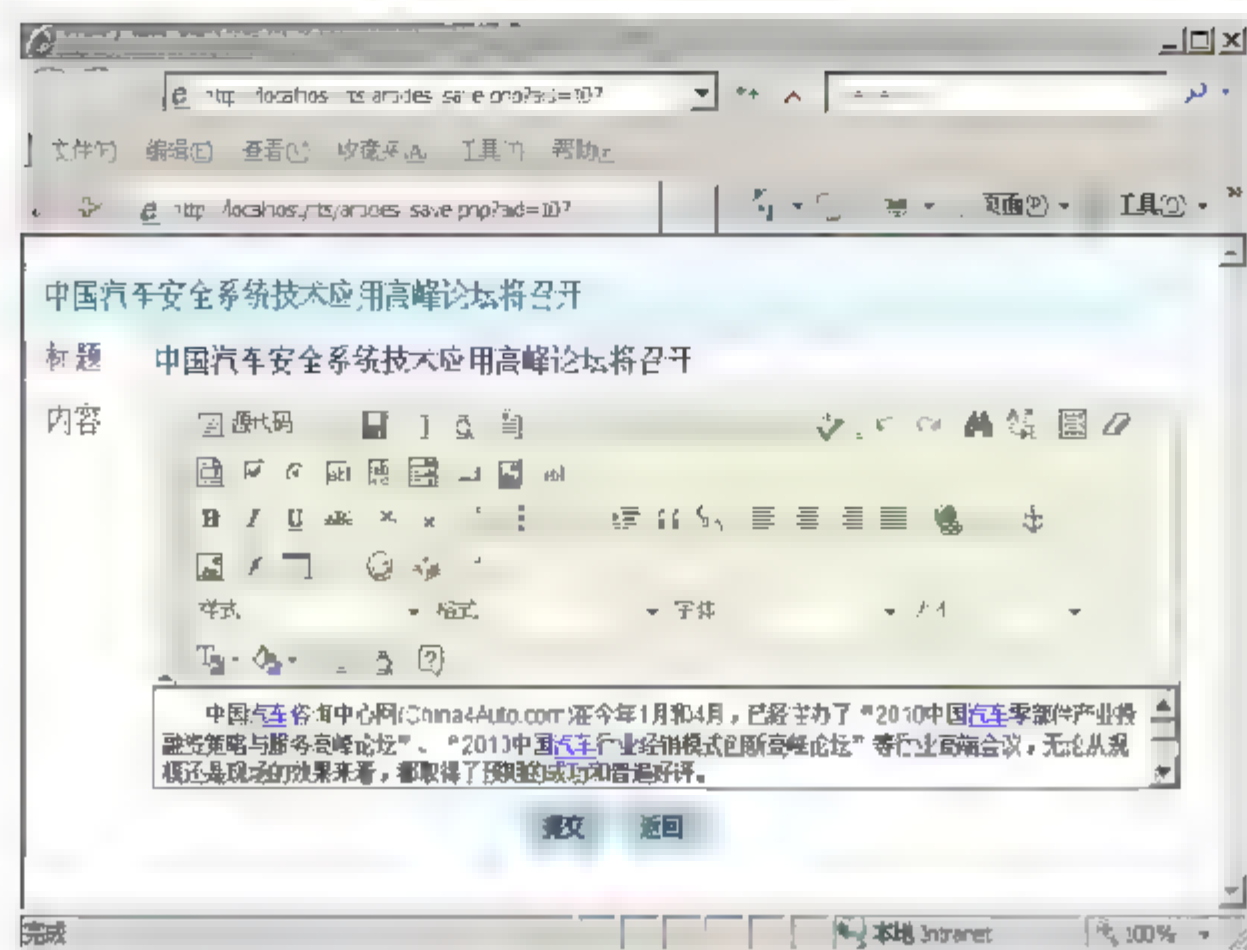 文件(F) 编辑(E) 查看(V) 收藏夹(A) 工具(T) 帮助(H)
页面(P) 工具(O)
中国汽车安全系统技术应用高峰论坛将召开
标题 中国汽车安全系统技术应用高峰论坛将召开
内容 源代码
B I U ABC
样式 格式 字体
中国汽车咨询中心网(China4Auto.com)在今年1月和4月，已经主办了“2010中国汽车零部件产业投
融资策略与服务高峰论坛”、“2010中国汽车行业经销模式创新高峰论坛”等行业高端会议，无论从规
模还是现场的效果来看，都取得了预期的成功和普遍好评。
提交 返回
完成 本地 Intranet 100%